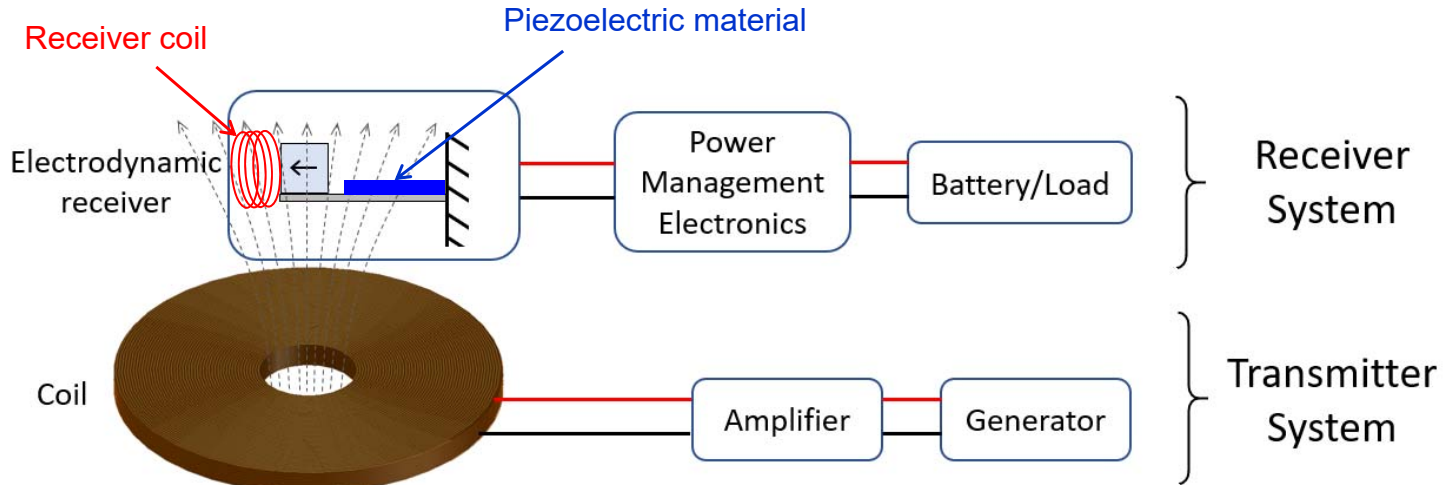 Piezoelectric material
Receiver coil
Electrodynamic
receiver
Power
Management
Electronics
Battery/Load
Receiver
System
Coil
Amplifier
Generator
Transmitter
System